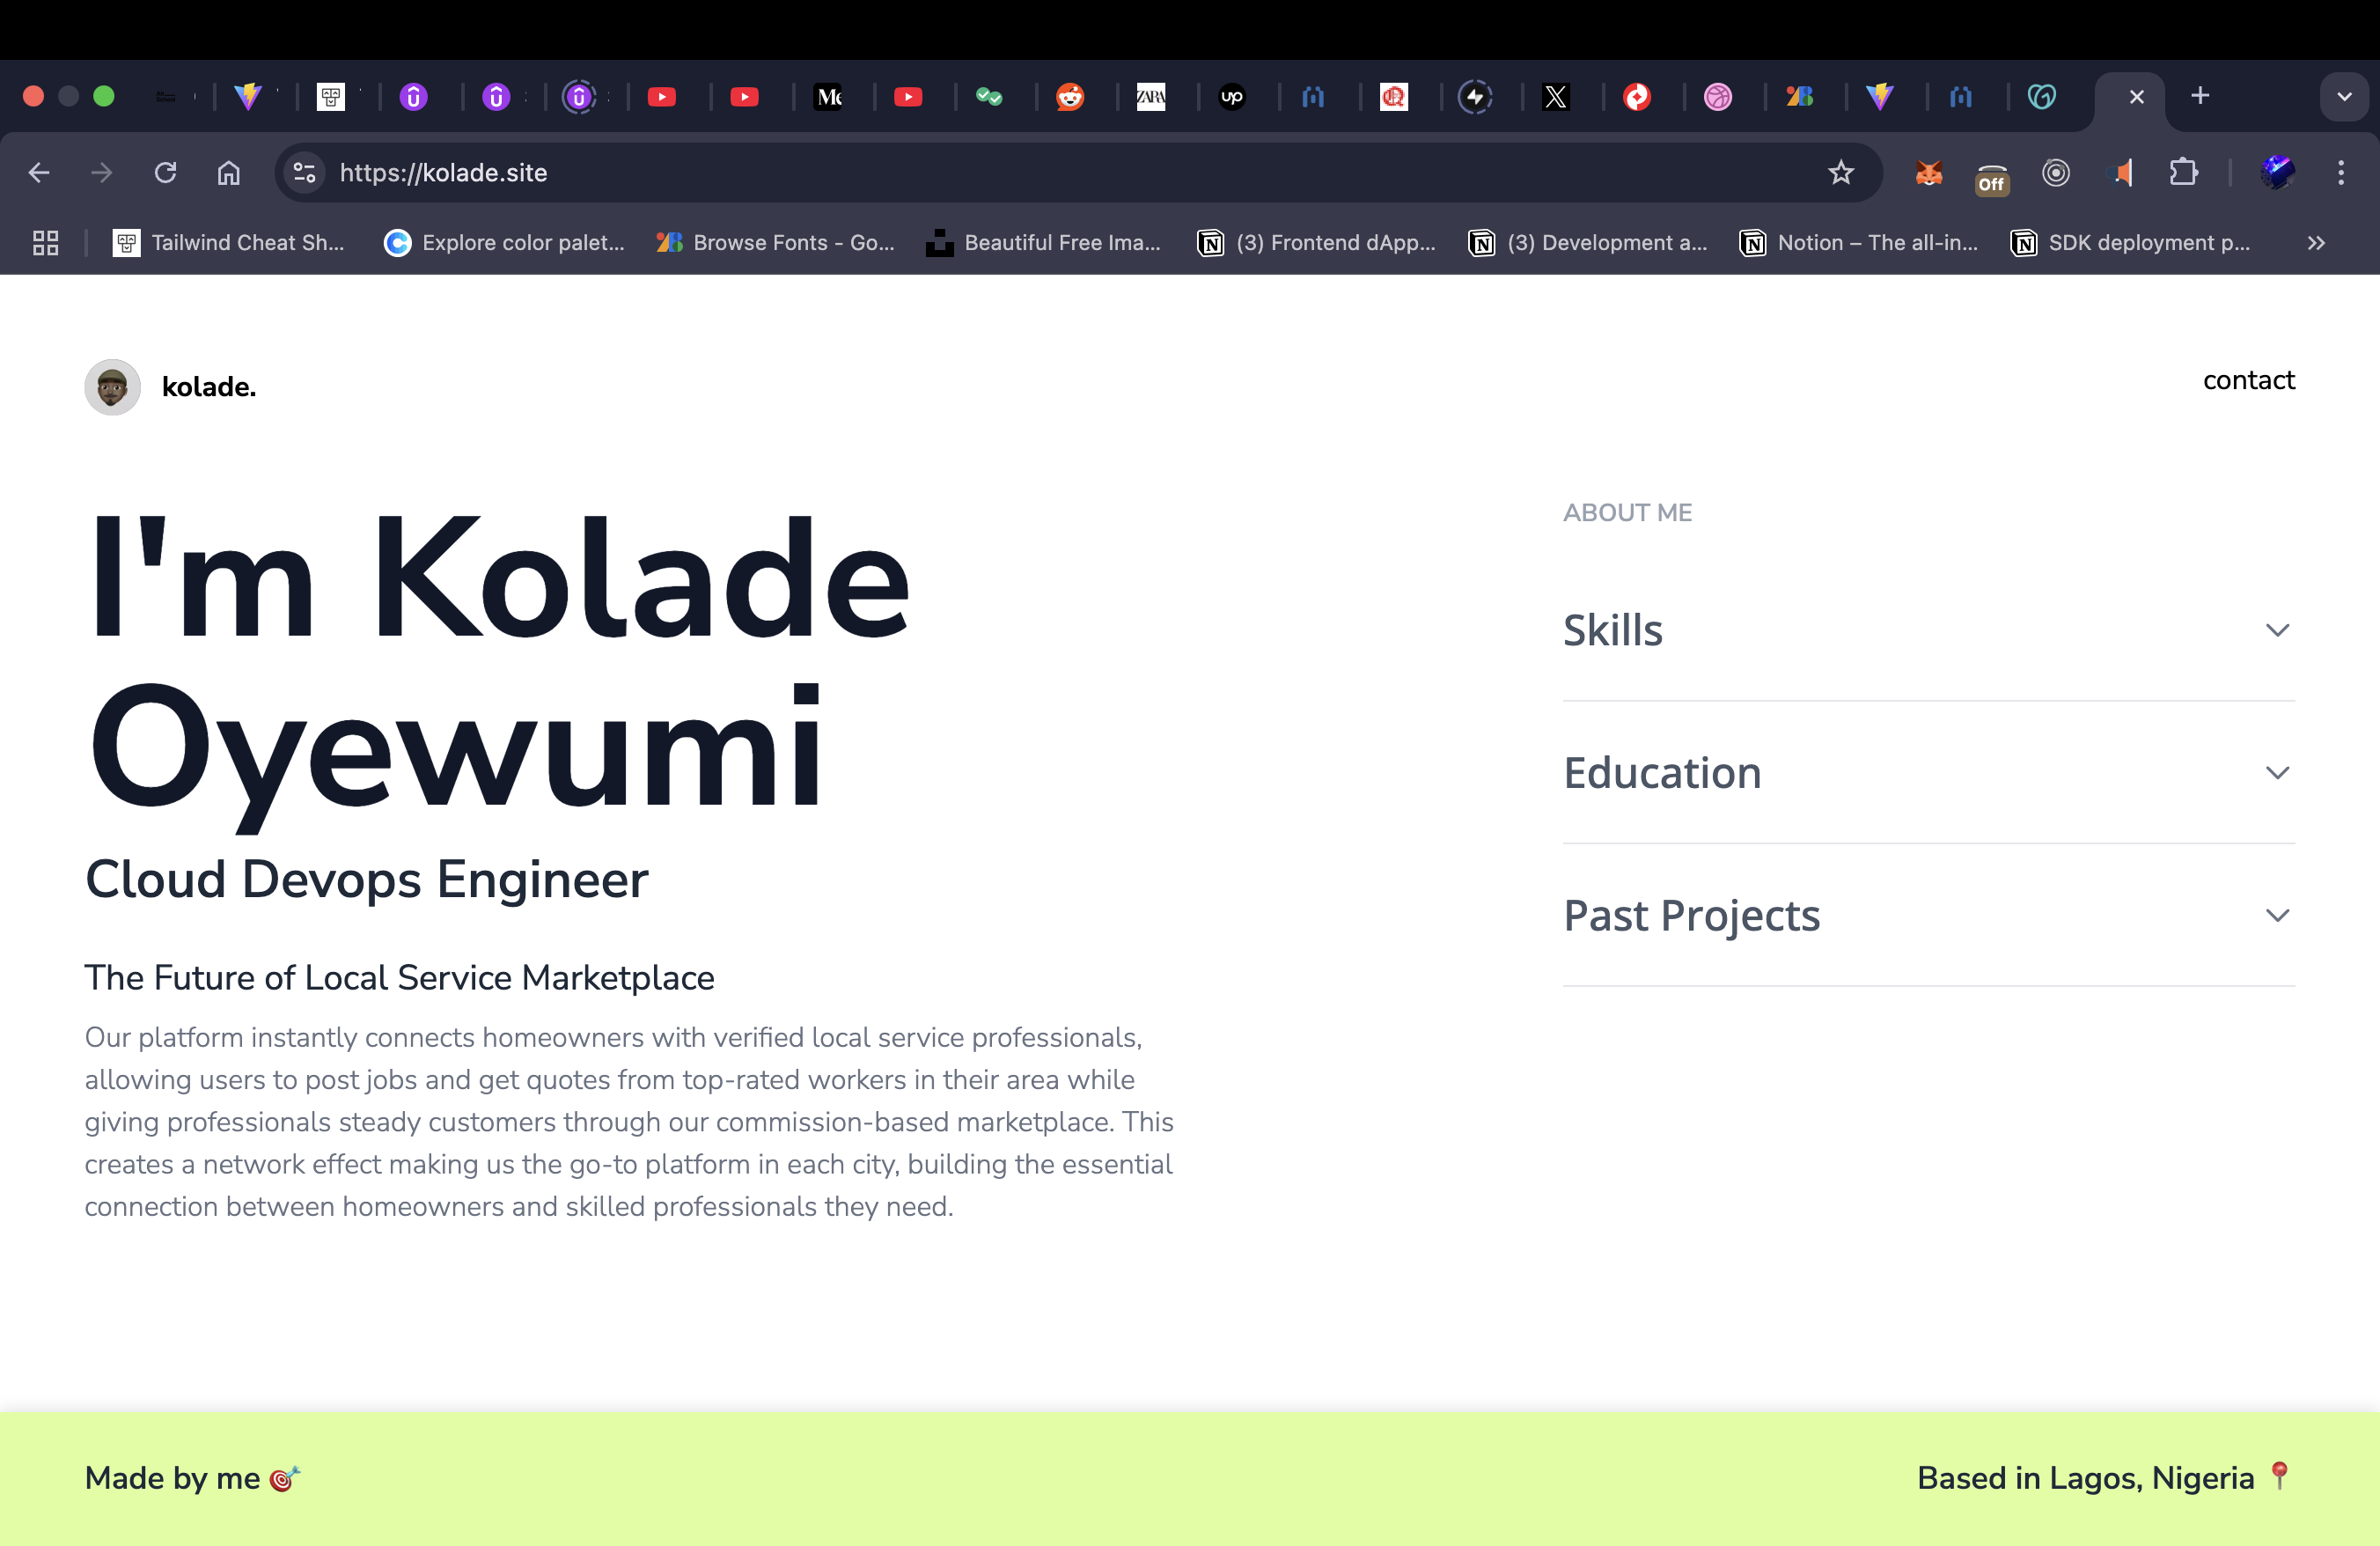 https://kolade.site
Off
Tailwind Cheat Sh...
Explore color palet...
Browse Fonts - Go...
Beautiful Free Ima...
(3) Frontend dApp...
(3) Development a...
Notion – The all-in...
SDK deployment p...
kolade.
contact
I'm Kolade
Oyewumi
Cloud Devops Engineer
The Future of Local Service Marketplace
Our platform instantly connects homeowners with verified local service professionals,
allowing users to post jobs and get quotes from top-rated workers in their area while
giving professionals steady customers through our commission-based marketplace. This
creates a network effect making us the go-to platform in each city, building the essential
connection between homeowners and skilled professionals they need.
ABOUT ME
Skills
Education
Past Projects
Made by me 🎯
Based in Lagos, Nigeria 📍